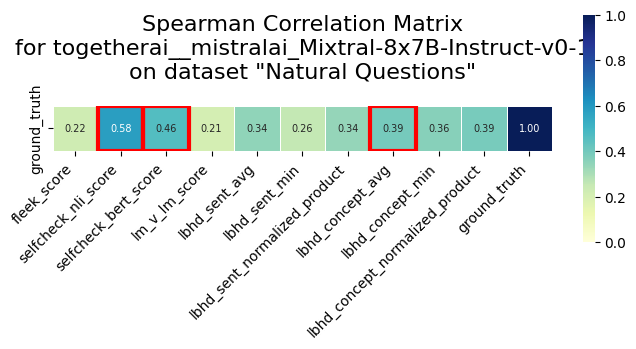 Spearman Correlation Matrix
for togetherai__mistralai_Mixtral-8x7B-Instruct-v0-1
on dataset "Natural Questions"
ground_truth
0.22 0.58 0.46 0.21 0.34 0.26 0.34 0.39 0.36 0.39 1.00
fleek_score
selfcheck_nli_score
selfcheck_bert_score
lm_v_lm_score
lbhd_sent_avg
lbhd_sent_min
lbhd_sent_normalized_product
lbhd_concept_avg
lbhd_concept_min
lbhd_concept_normalized_product
ground_truth
1.0
0.8
0.6
0.4
0.2
0.0